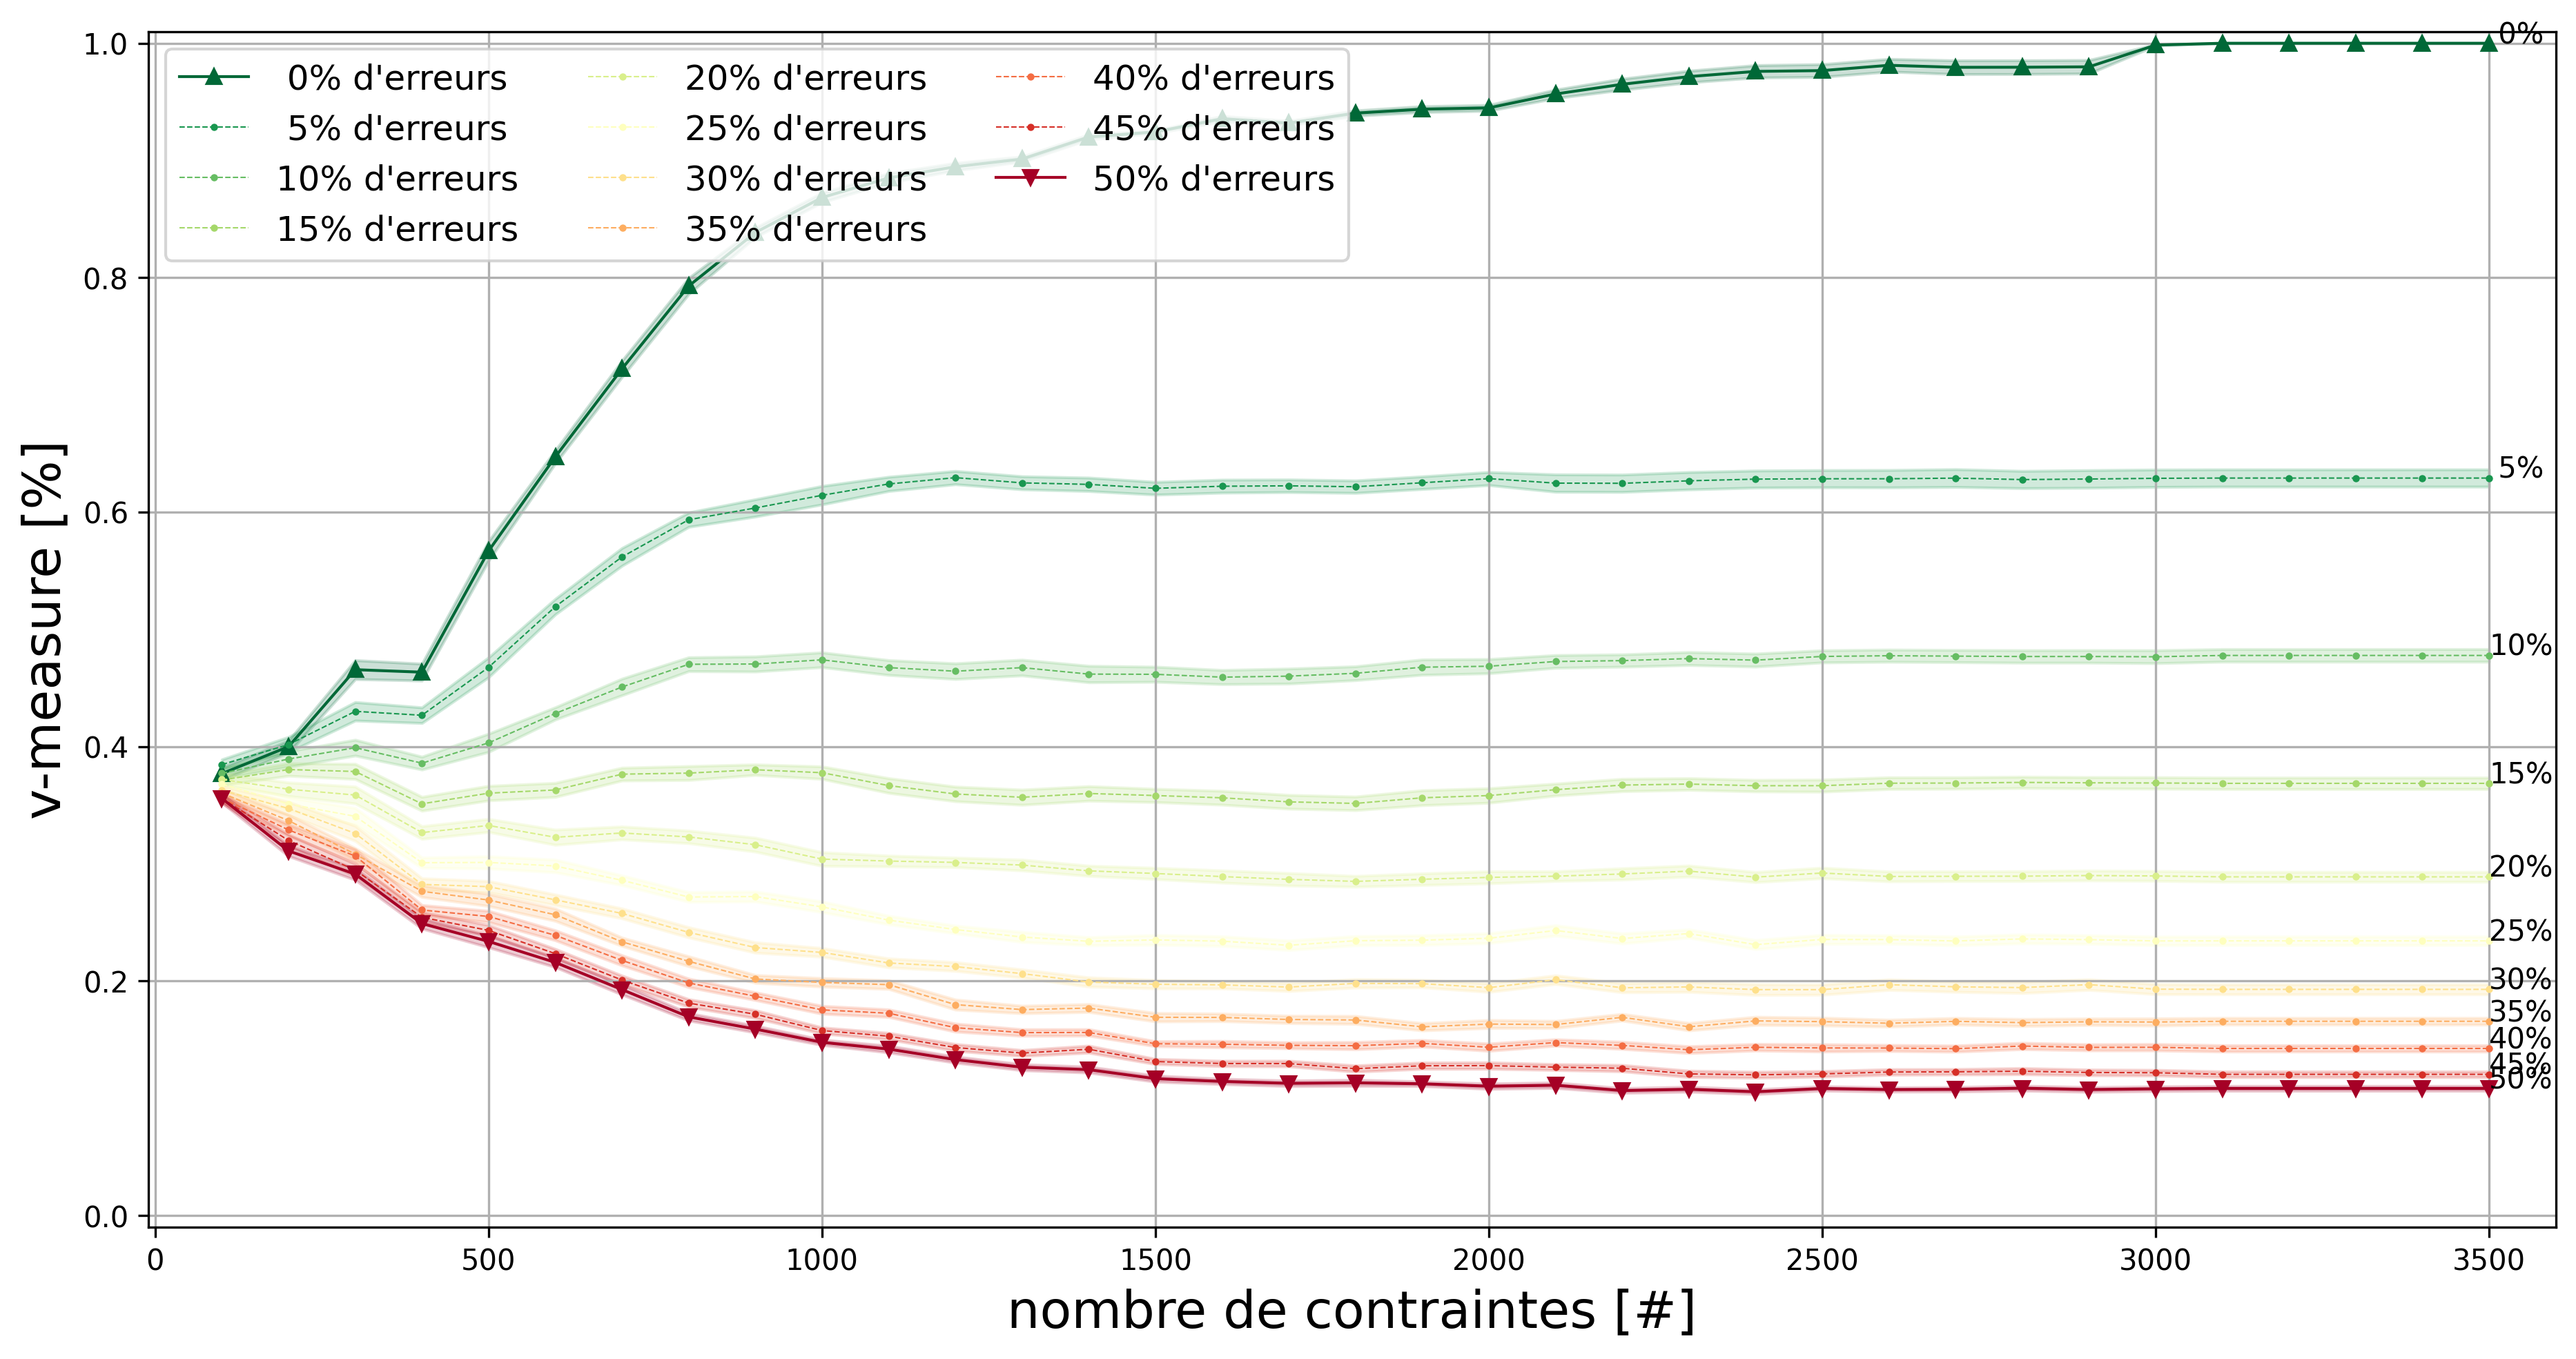 v-measure [%]
1.0
0.8
0.6
0.4
0.2
0.0
0% d'erreurs
5% d'erreurs
10% d'erreurs
15% d'erreurs
20% d'erreurs
25% d'erreurs
30% d'erreurs
35% d'erreurs
40% d'erreurs
45% d'erreurs
50% d'erreurs
0%
5%
10%
15%
20%
25%
30%
35%
40%
45%
50%
0 500 1000 1500 2000 2500 3000 3500
nombre de contraintes [#]